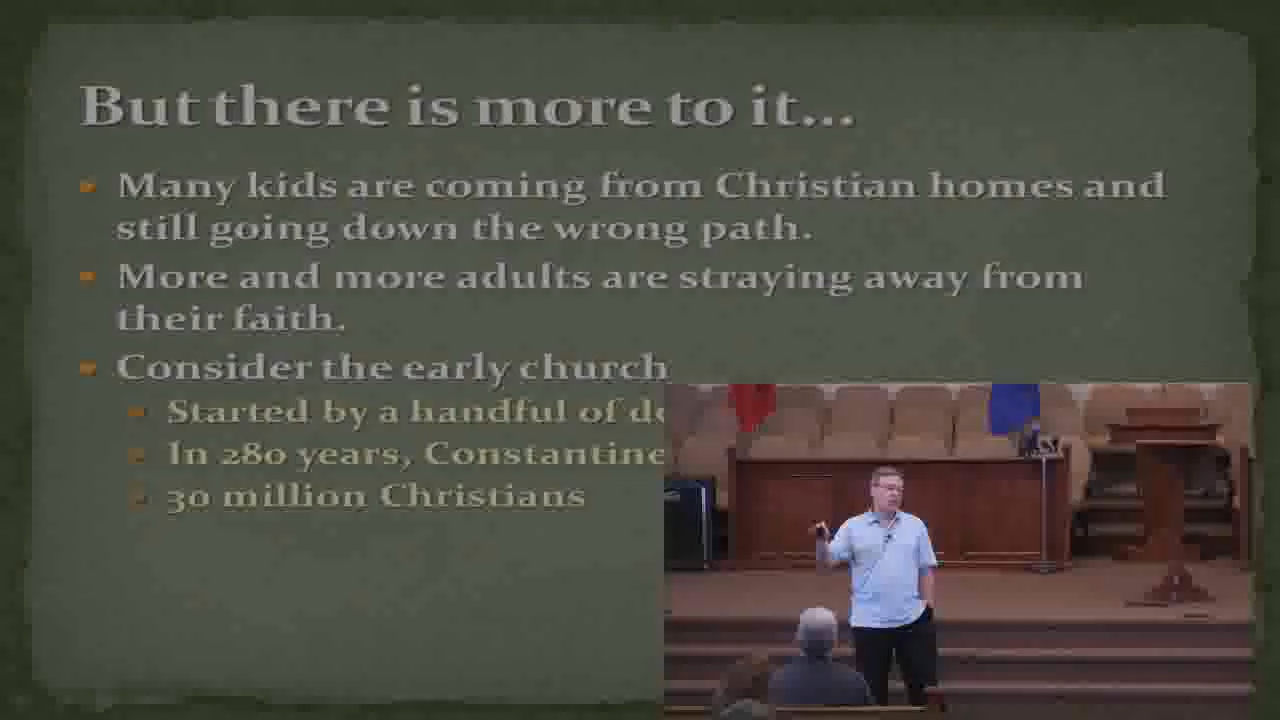 But there is more to it...
Many kids are coming from Christian homes and
still going down the wrong path.
More and more adults are straying away from
their faith.
Consider the early church
Started by a handful of
In 280 years, Constantine
30 million Christians